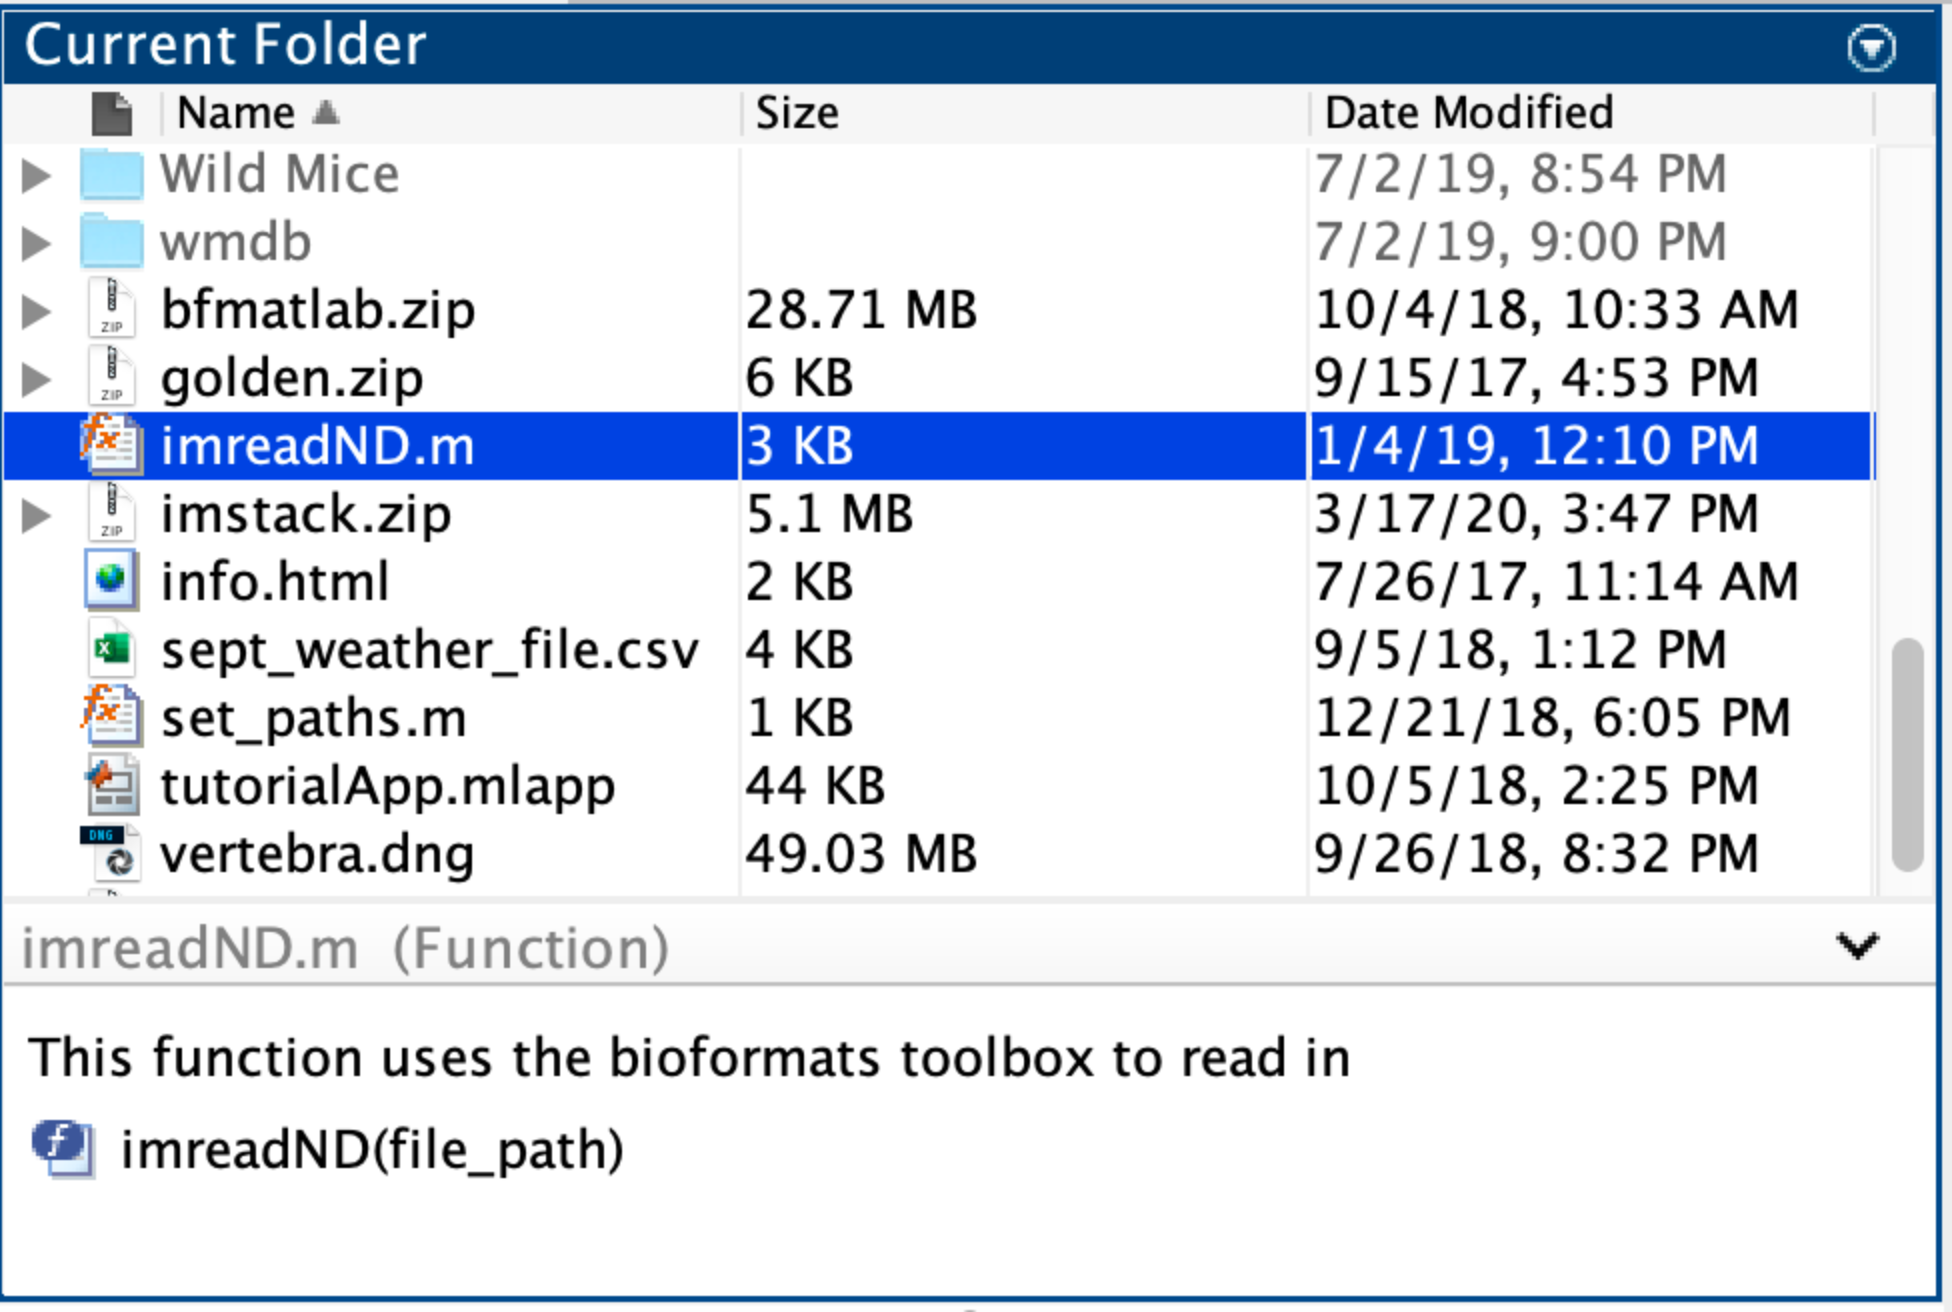 Current Folder
Name Size Date Modified
Wild Mice 7/2/19, 8:54 PM
wmdb 7/2/19, 9:00 PM
ZIP bfmatlab.zip 28.71 MB 10/4/18, 10:33 AM
ZIP golden.zip 6 KB 9/15/17, 4:53 PM
fx imreadND.m 3 KB 1/4/19, 12:10 PM
ZIP imstack.zip 5.1 MB 3/17/20, 3:47 PM
info.html 2 KB 7/26/17, 11:14 AM
X sept_weather_file.csv 4 KB 9/5/18, 1:12 PM
fx set_paths.m 1 KB 12/21/18, 6:05 PM
tutorialApp.mlapp 44 KB 10/5/18, 2:25 PM
DNG vertebra.dng 49.03 MB 9/26/18, 8:32 PM
imreadND.m (Function)
This function uses the bioformats toolbox to read in
f imreadND(file_path)